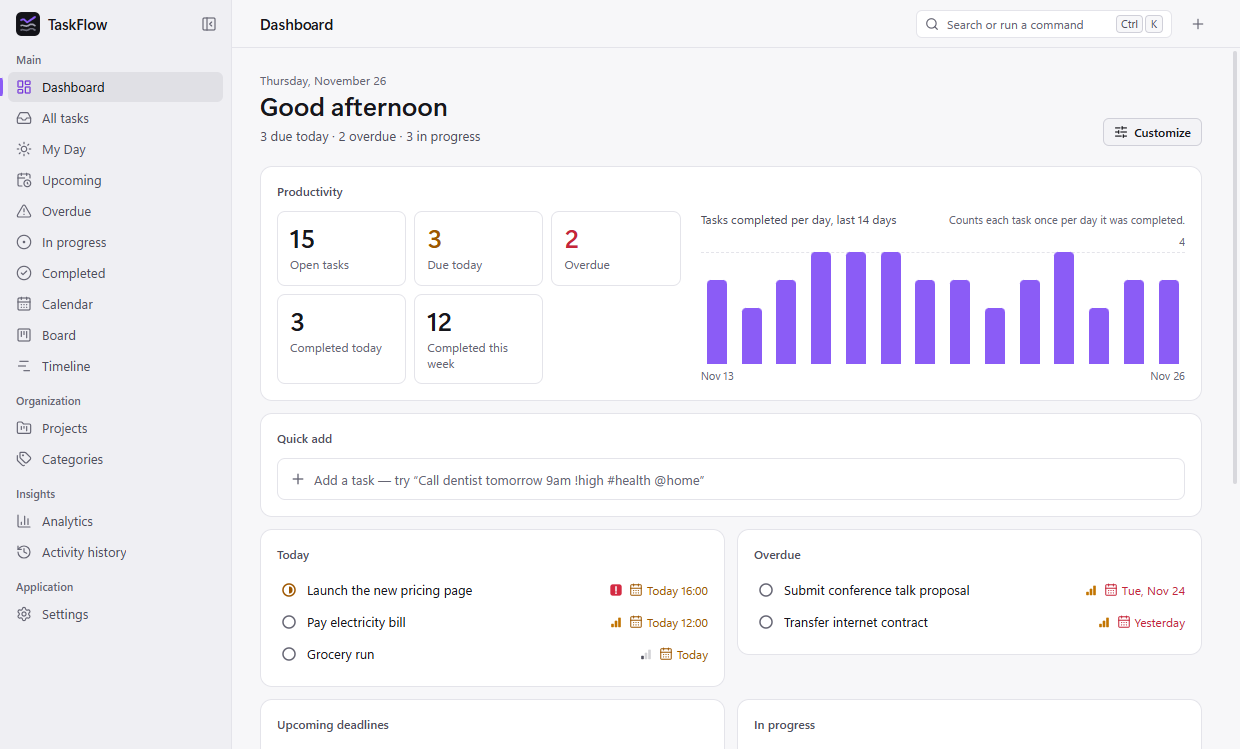 TaskFlow
Main
Dashboard
All tasks
My Day
Upcoming
Overdue
In progress
Completed
Calendar
Board
Timeline
Organization
Projects
Categories
Insights
Analytics
Activity history
Application
Settings
Dashboard
Search or run a command Ctrl K
Thursday, November 26
Good afternoon
3 due today · 2 overdue · 3 in progress
Customize
Productivity
15
Open tasks
3
Due today
2
Overdue
3
Completed today
12
Completed this
week
Tasks completed per day, last 14 days
Counts each task once per day it was completed.
4
Nov 13
Nov 26
Quick add
Add a task — try “Call dentist tomorrow 9am !high #health @home”
Today
Launch the new pricing page ! Today 16:00
Pay electricity bill Today 12:00
Grocery run Today
Overdue
Submit conference talk proposal Tue, Nov 24
Transfer internet contract Yesterday
Upcoming deadlines
In progress